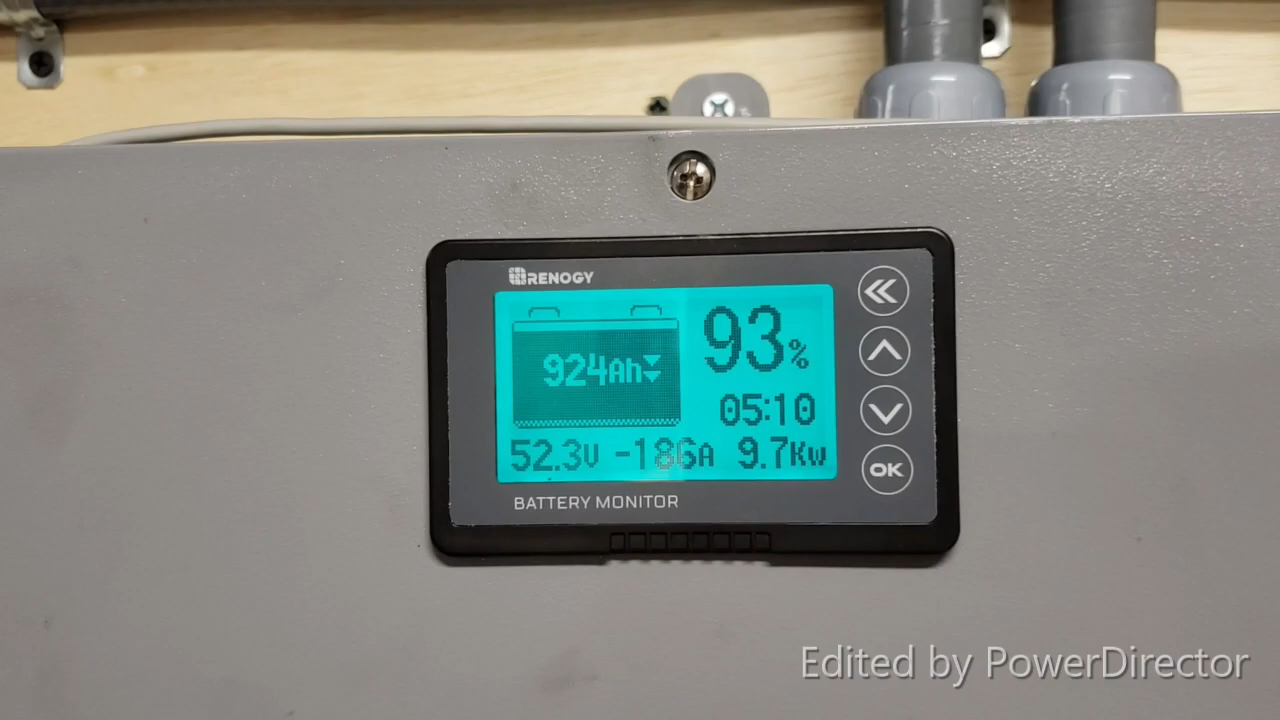 RENOGY
924Ah
93%
05:10
52.3V -186A 9.7Kw
OK
BATTERY MONITOR
Edited by PowerDirector